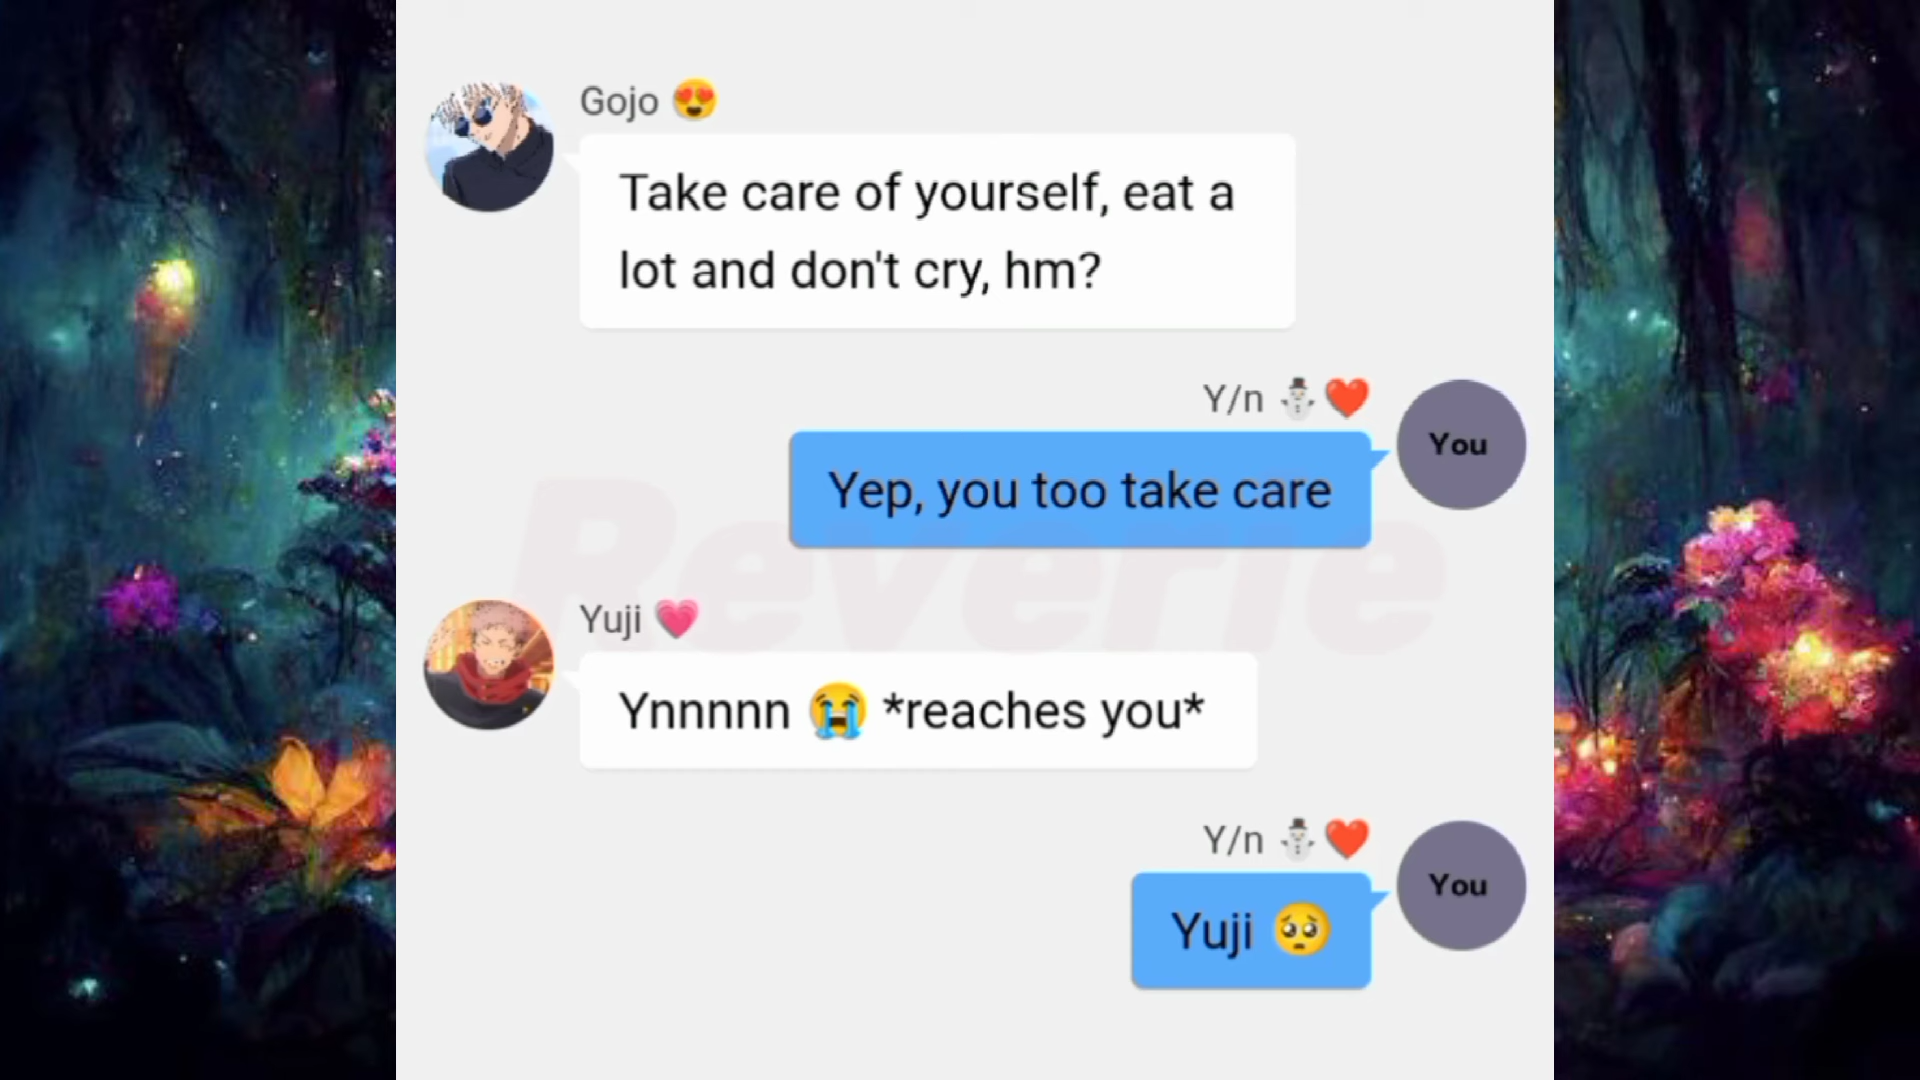 Gojo 😍
Take care of yourself, eat a
lot and don't cry, hm?
Y/n ⛄❤️
You
Yep, you too take care
Reverie
Yuji 💗
Ynnnnn 😭 *reaches you*
Y/n ⛄❤️
You
Yuji 🥺